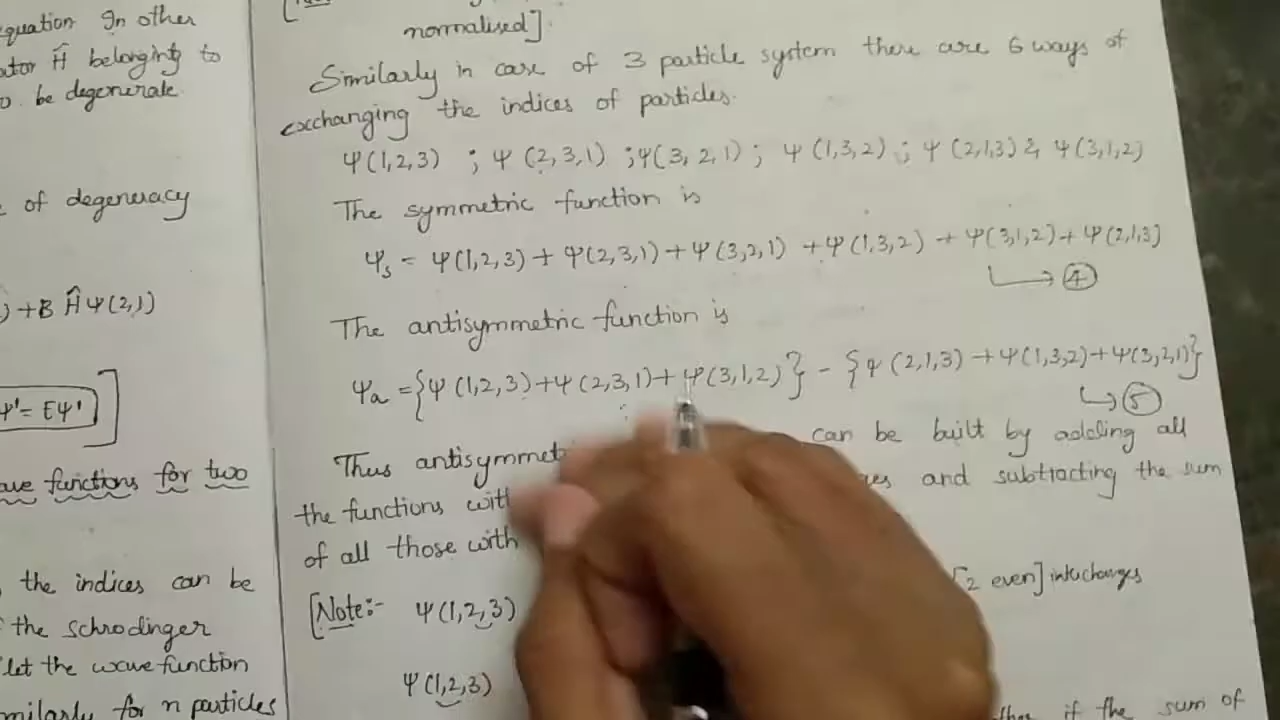 equation In other
Ĥ belonging to
be degenerate
of degeneracy
) + B Ĥ Ψ(2,1)
Ψ' = EΨ'
functions for two
the indices can be
the schrodinger
let the wave function
for n particles
normalised].
Similarly in case of 3 particle system there are 6 ways of
exchanging the indices of particles.
Ψ(1,2,3) ; Ψ(2,3,1) ; Ψ(3,2,1) ; Ψ(1,3,2) ; Ψ(2,1,3) & Ψ(3,1,2)
The symmetric function is
Ψs = Ψ(1,2,3) + Ψ(2,3,1) + Ψ(3,2,1) + Ψ(1,3,2) + Ψ(3,1,2) + Ψ(2,1,3)
→ ④
The antisymmetric function is
Ψa = {Ψ(1,2,3) + Ψ(2,3,1) + Ψ(3,1,2)} - {Ψ(2,1,3) + Ψ(1,3,2) + Ψ(3,2,1)}
→ ⑤
Thus can be built by adding all
the functions and subtracting the sum
of all those with
[2 even] interchanges
[Note:- Ψ(1,2,3)
Ψ(1,2,3)
if the sum of